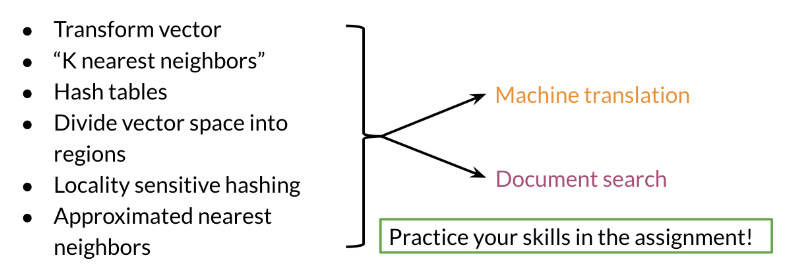 ● Transform vector
● “K nearest neighbors”
● Hash tables
● Divide vector space into
regions
● Locality sensitive hashing
● Approximated nearest
neighbors
Machine translation
Document search
Practice your skills in the assignment!